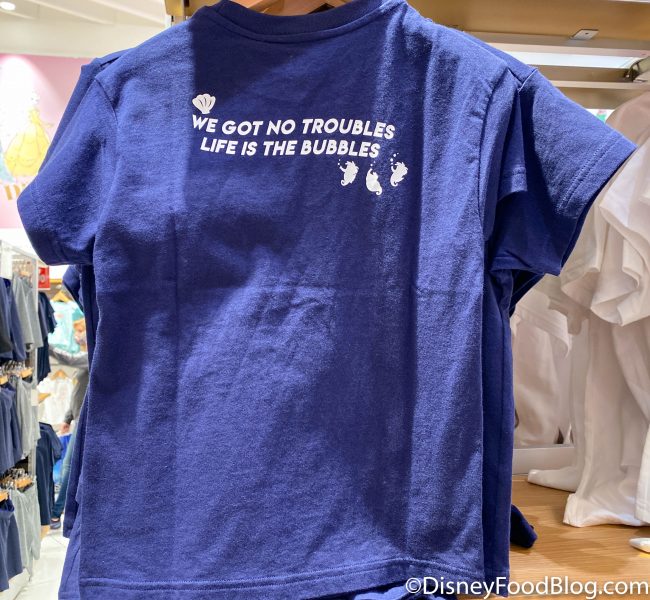 WE GOT NO TROUBLES
LIFE IS THE BUBBLES
©DisneyFoodBlog.com